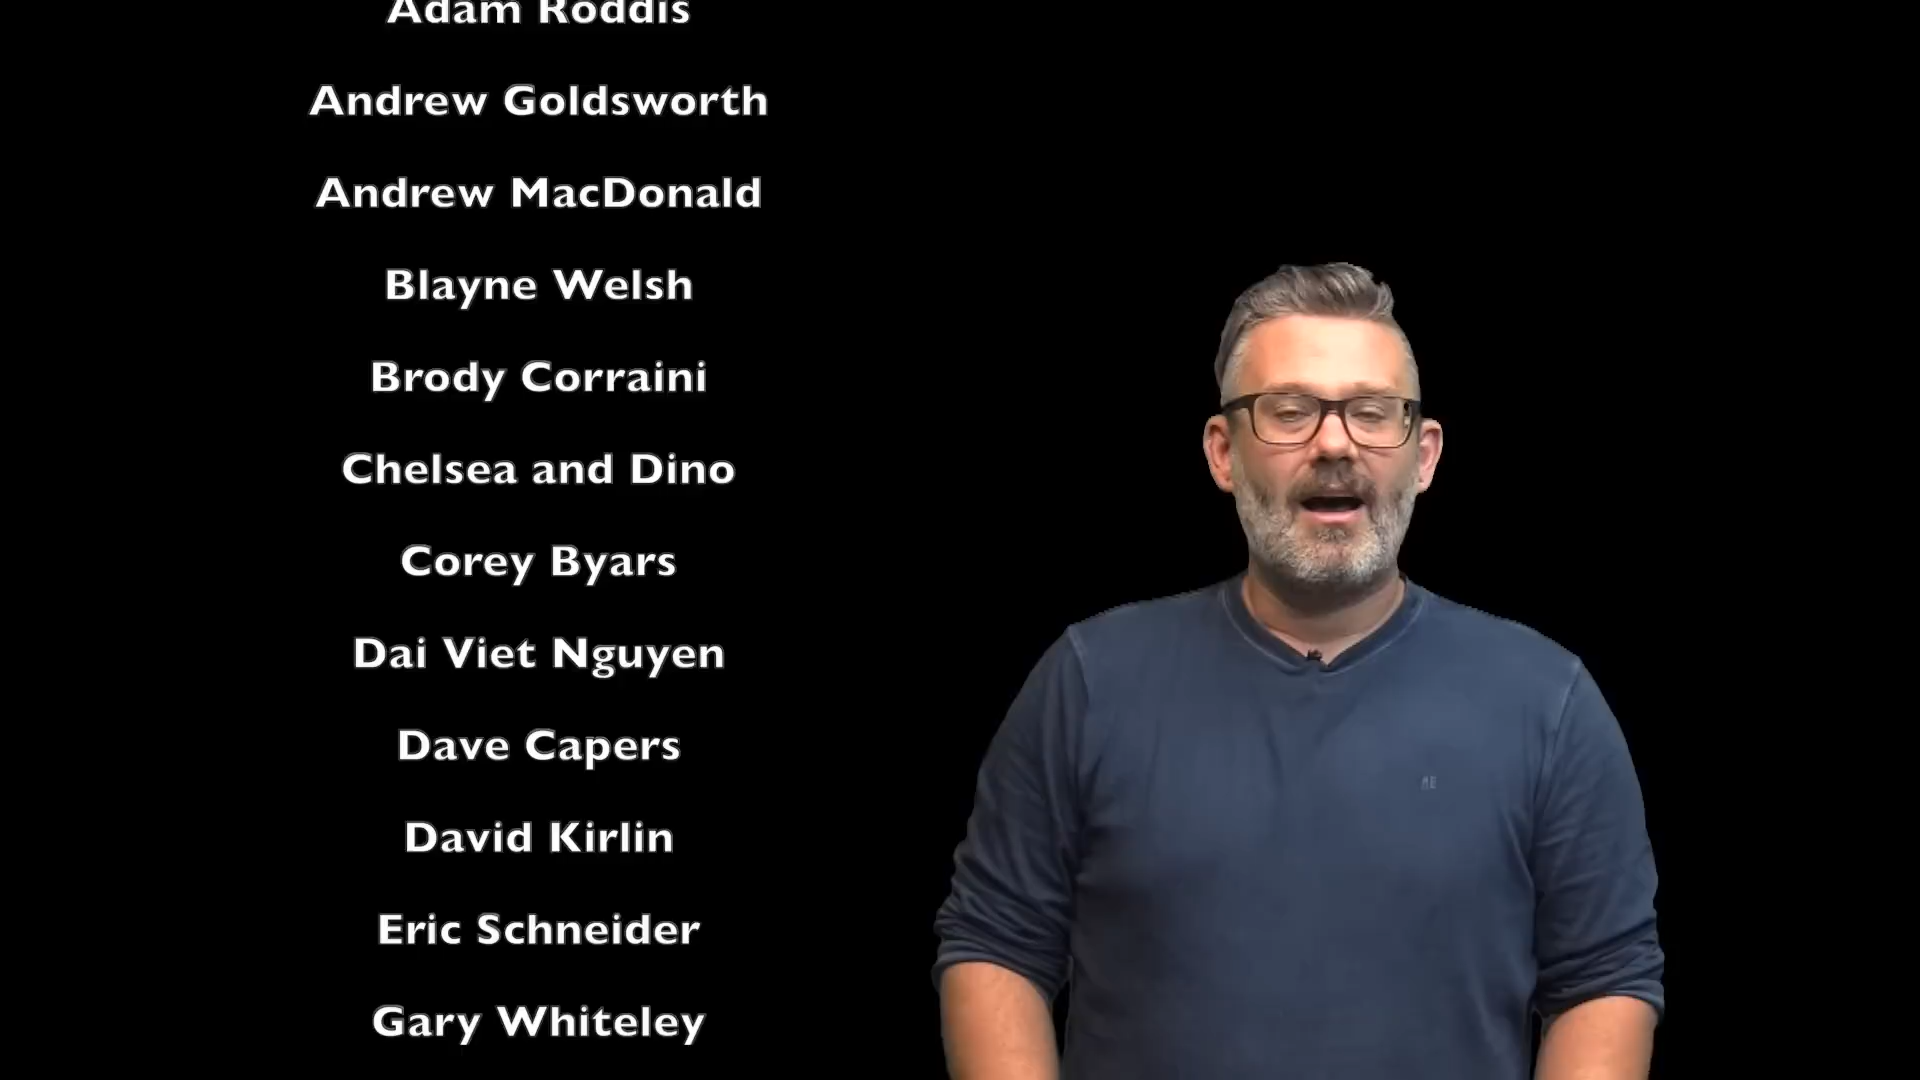 Adam Roddis
Andrew Goldsworth
Andrew MacDonald
Blayne Welsh
Brody Corraini
Chelsea and Dino
Corey Byars
Dai Viet Nguyen
Dave Capers
David Kirlin
Eric Schneider
Gary Whiteley